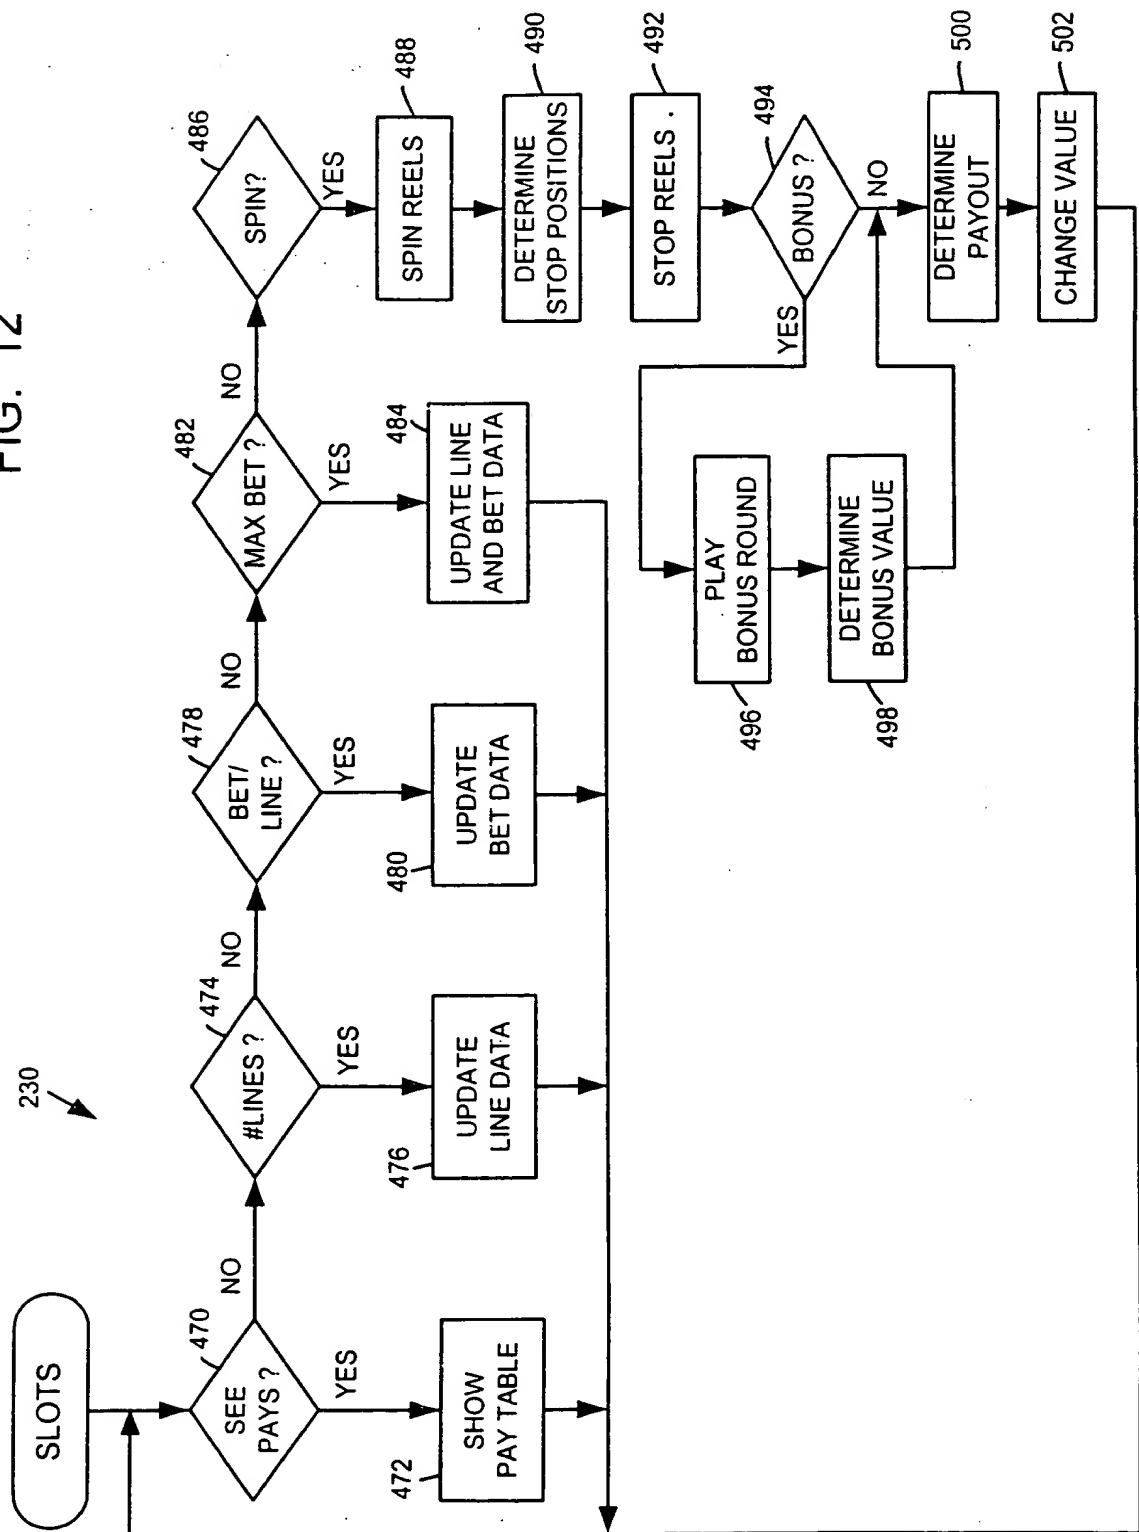 FIG. 12
230
SLOTS
470
SEE
PAYS ?
NO
YES
472
SHOW
PAY TABLE
474
#LINES ?
NO
YES
476
UPDATE
LINE DATA
478
BET/
LINE ?
NO
YES
480
UPDATE
BET DATA
482
MAX BET ?
NO
YES
484
UPDATE LINE
AND BET DATA
486
SPIN?
YES
488
SPIN REELS
490
DETERMINE
STOP POSITIONS
492
STOP REELS .
494
BONUS ?
YES
NO
496
PLAY
BONUS ROUND
498
DETERMINE
BONUS VALUE
500
DETERMINE
PAYOUT
502
CHANGE VALUE